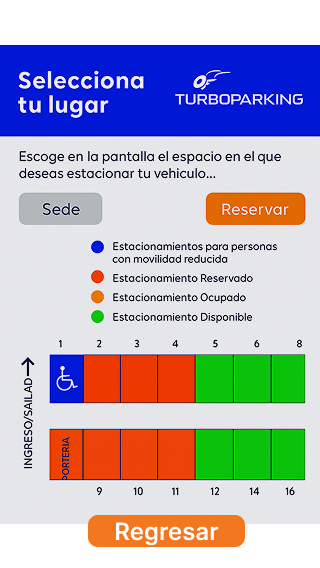 Selecciona
tu lugar
TURBOPARKING
Escoge en la pantalla el espacio en el que
deseas estacionar tu vehiculo...
Sede
Reservar
Estacionamientos para personas
con movilidad reducida
Estacionamiento Reservado
Estacionamiento Ocupado
Estacionamiento Disponible
1 2 3 4 5 6 8
INGRESO/SAILAD
PORTERIA
9 10 11 12 14 16
Regresar